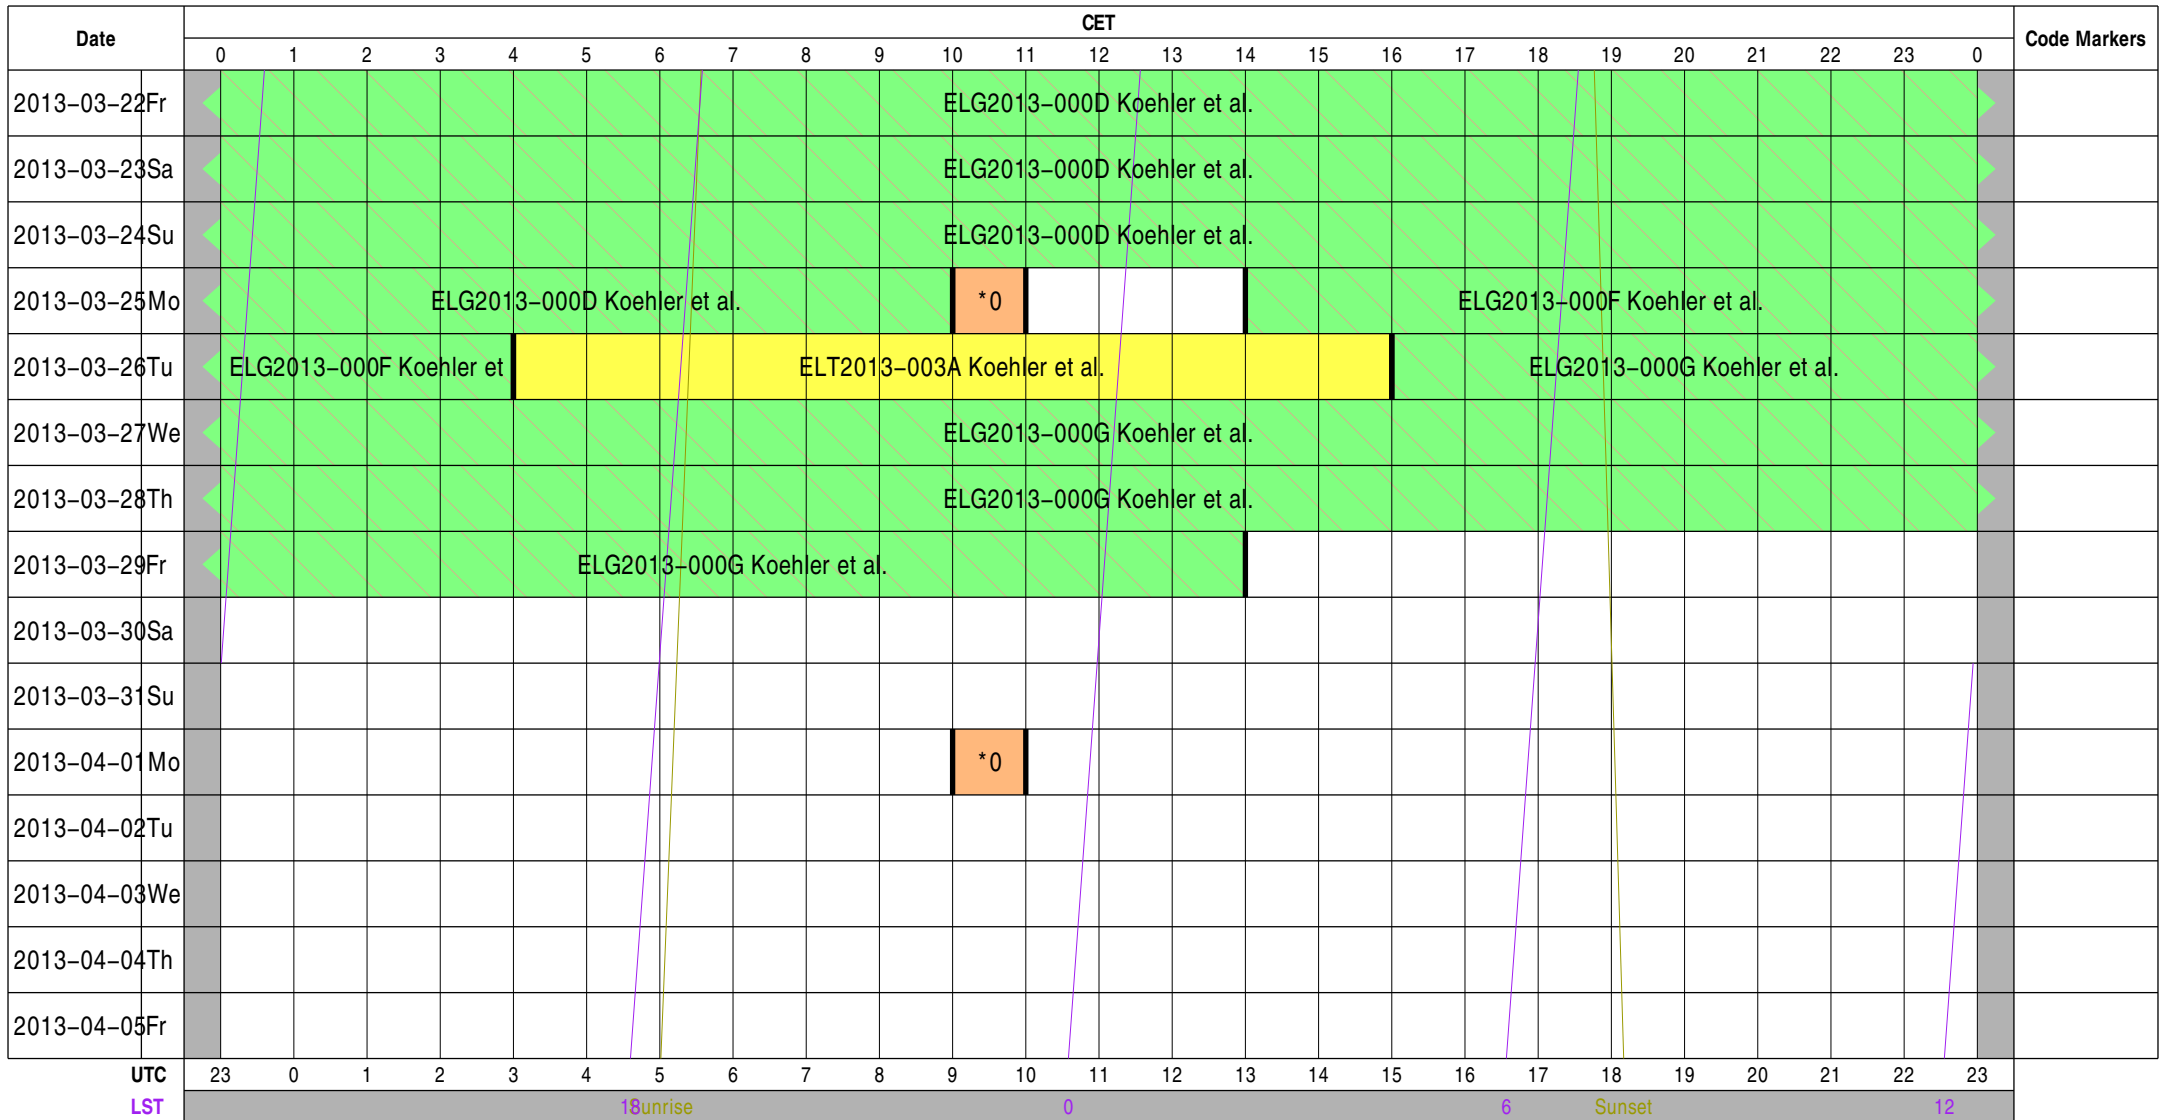 Date CET Code Markers
0 1 2 3 4 5 6 7 8 9 10 11 12 13 14 15 16 17 18 19 20 21 22 23 0
2013-03-22Fr ELG2013-000D Koehler et al.
2013-03-23Sa ELG2013-000D Koehler et al.
2013-03-24Su ELG2013-000D Koehler et al.
2013-03-25Mo ELG2013-000D Koehler et al. *0 ELG2013-000F Koehler et al.
2013-03-26Tu ELG2013-000F Koehler et ELT2013-003A Koehler et al. ELG2013-000G Koehler et al.
2013-03-27We ELG2013-000G Koehler et al.
2013-03-28Th ELG2013-000G Koehler et al.
2013-03-29Fr ELG2013-000G Koehler et al.
2013-03-30Sa
2013-03-31Su
2013-04-01Mo *0
2013-04-02Tu
2013-04-03We
2013-04-04Th
2013-04-05Fr
UTC 23 0 1 2 3 4 5 6 7 8 9 10 11 12 13 14 15 16 17 18 19 20 21 22 23
LST 18 Sunrise 0 6 Sunset 12